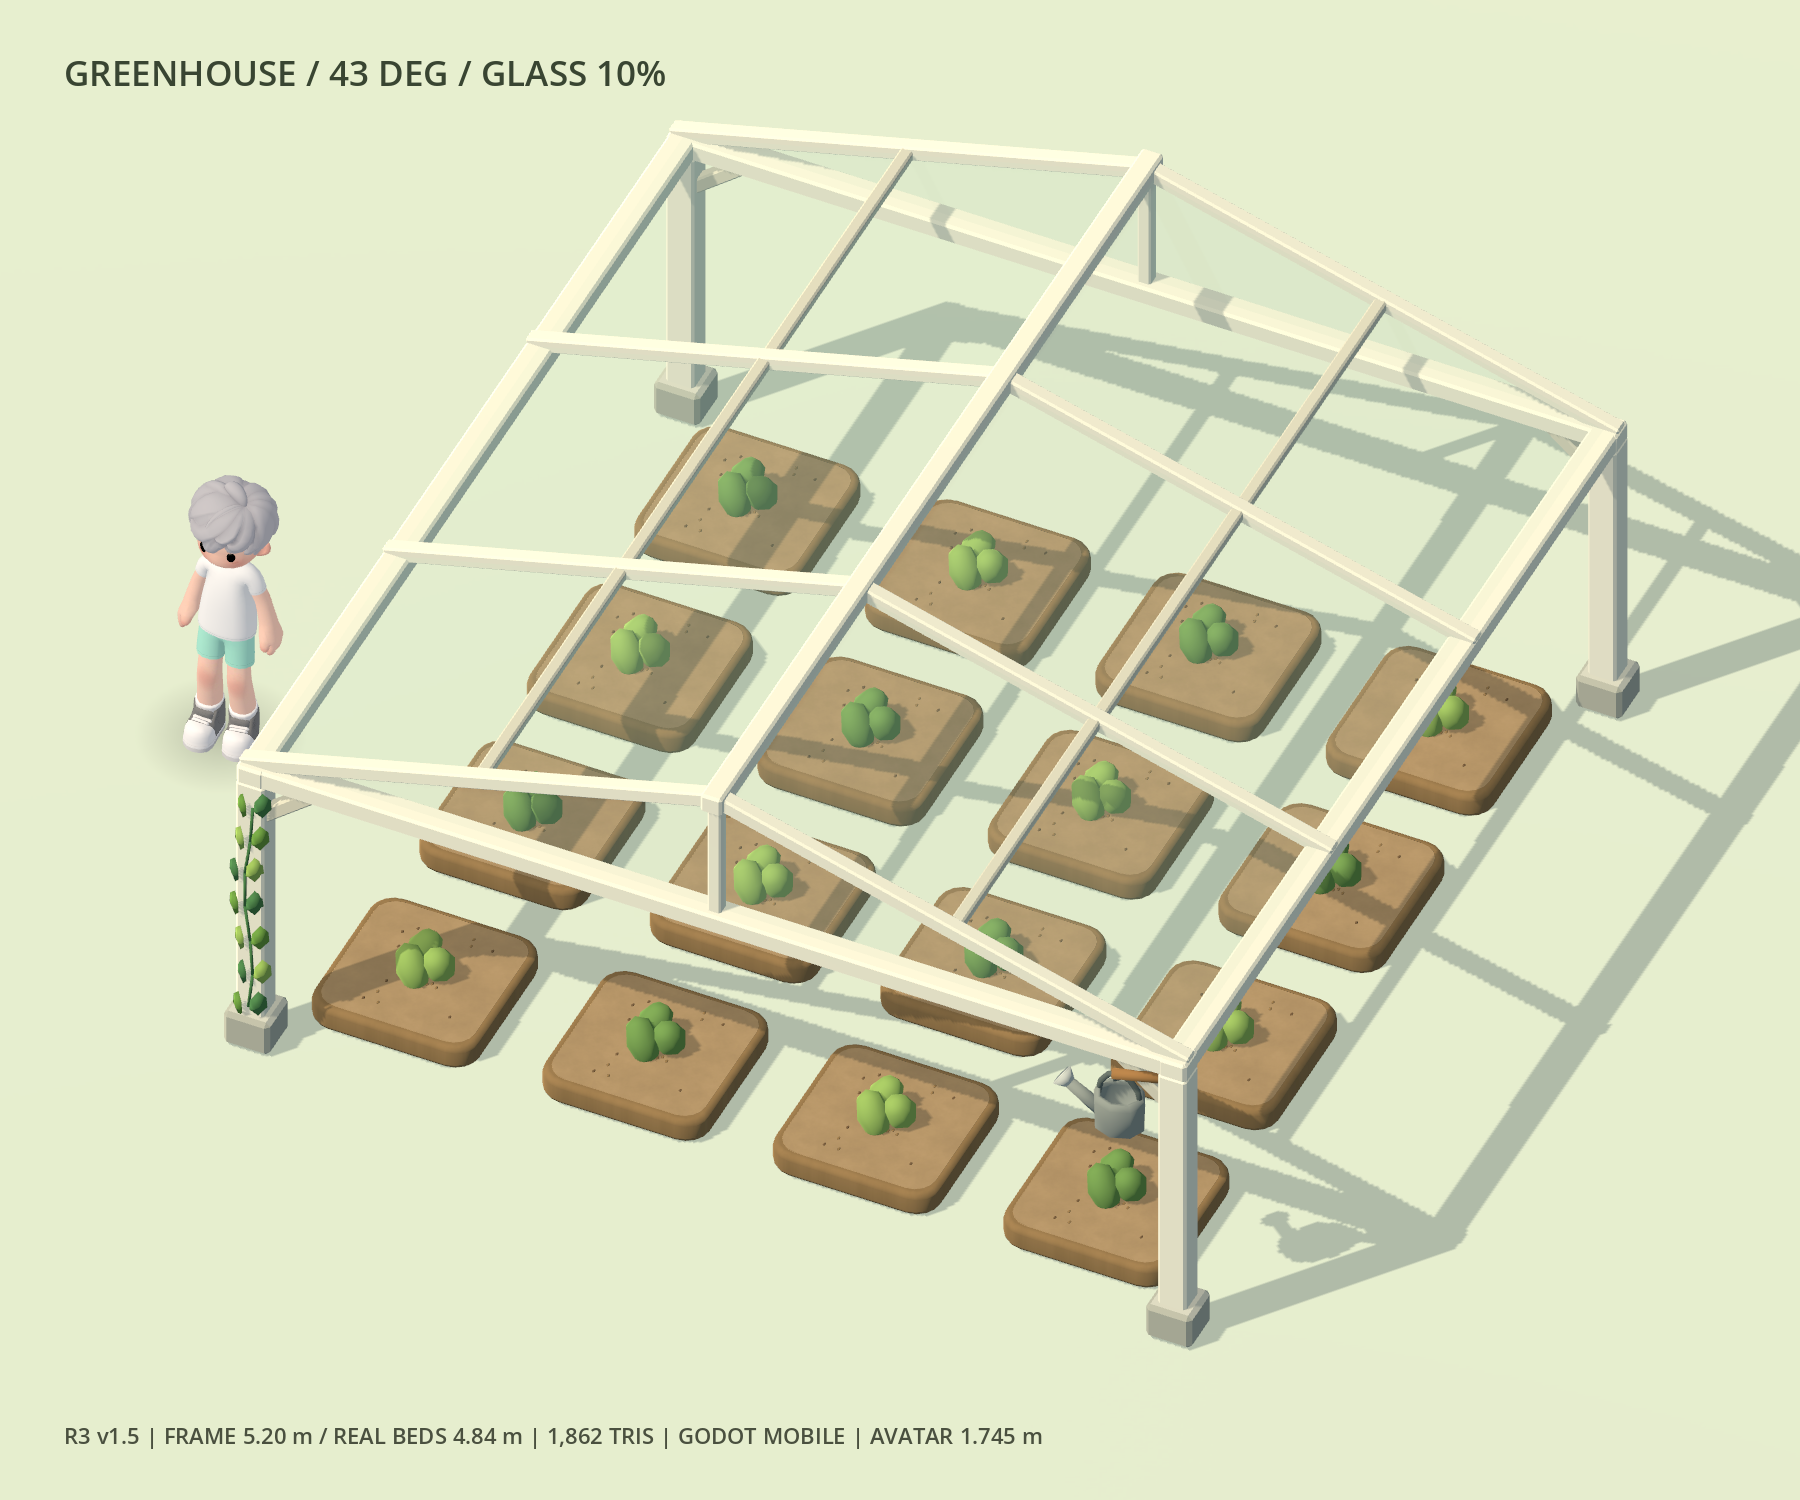 GREENHOUSE / 43 DEG / GLASS 10%
R3 v1.5 | FRAME 5.20 m / REAL BEDS 4.84 m | 1,862 TRIS | GODOT MOBILE | AVATAR 1.745 m